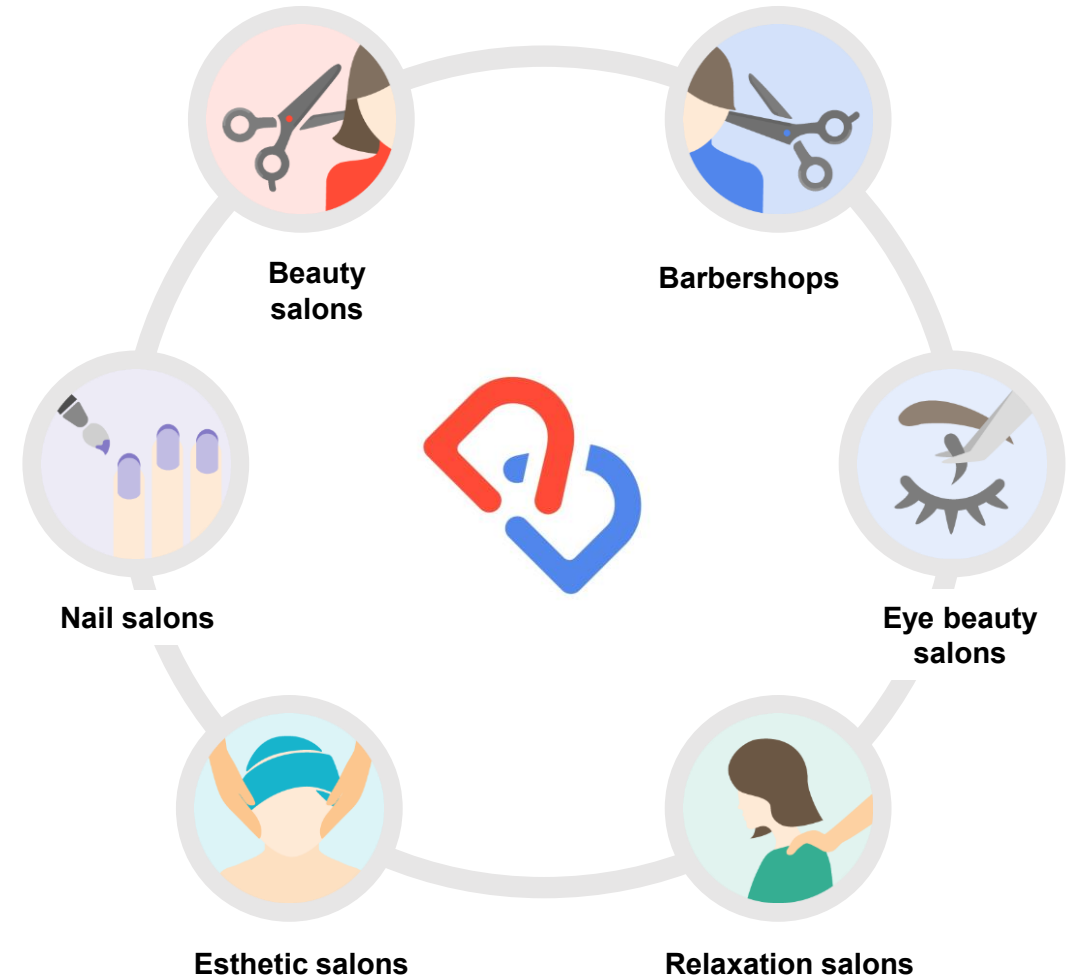 Beauty
salons
Barbershops
Nail salons
Eye beauty
salons
Esthetic salons
Relaxation salons